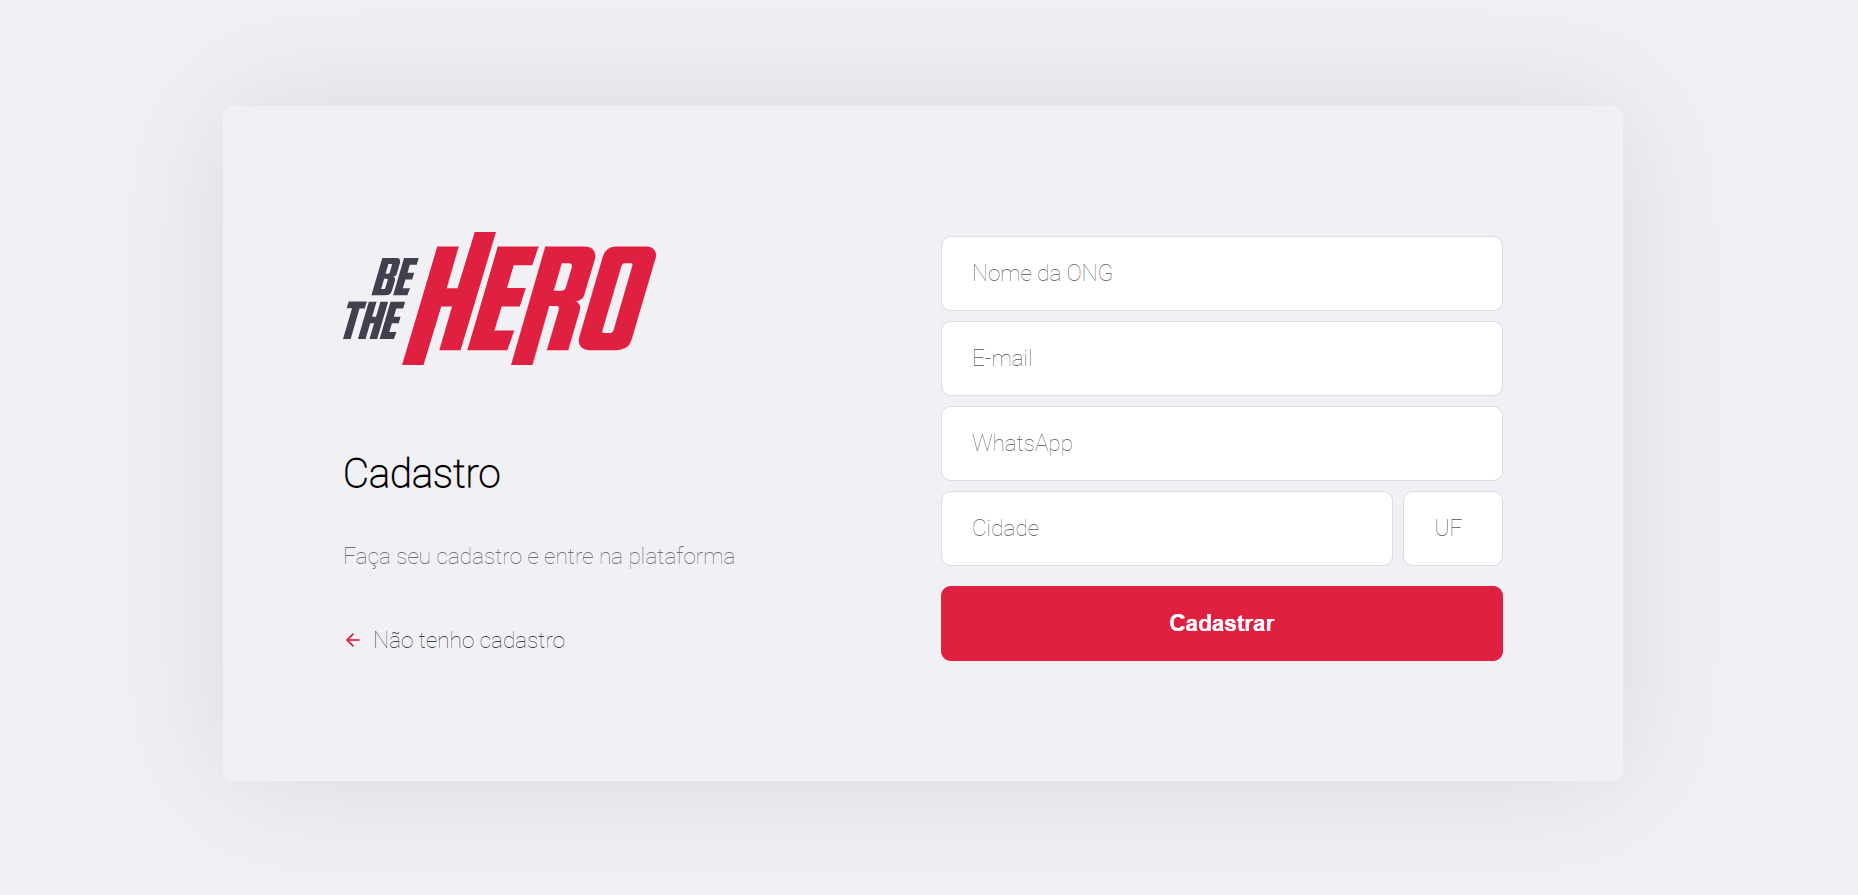 BE
THE
HERO
Cadastro
Faça seu cadastro e entre na plataforma
Não tenho cadastro
Nome da ONG
E-mail
WhatsApp
Cidade
UF
Cadastrar